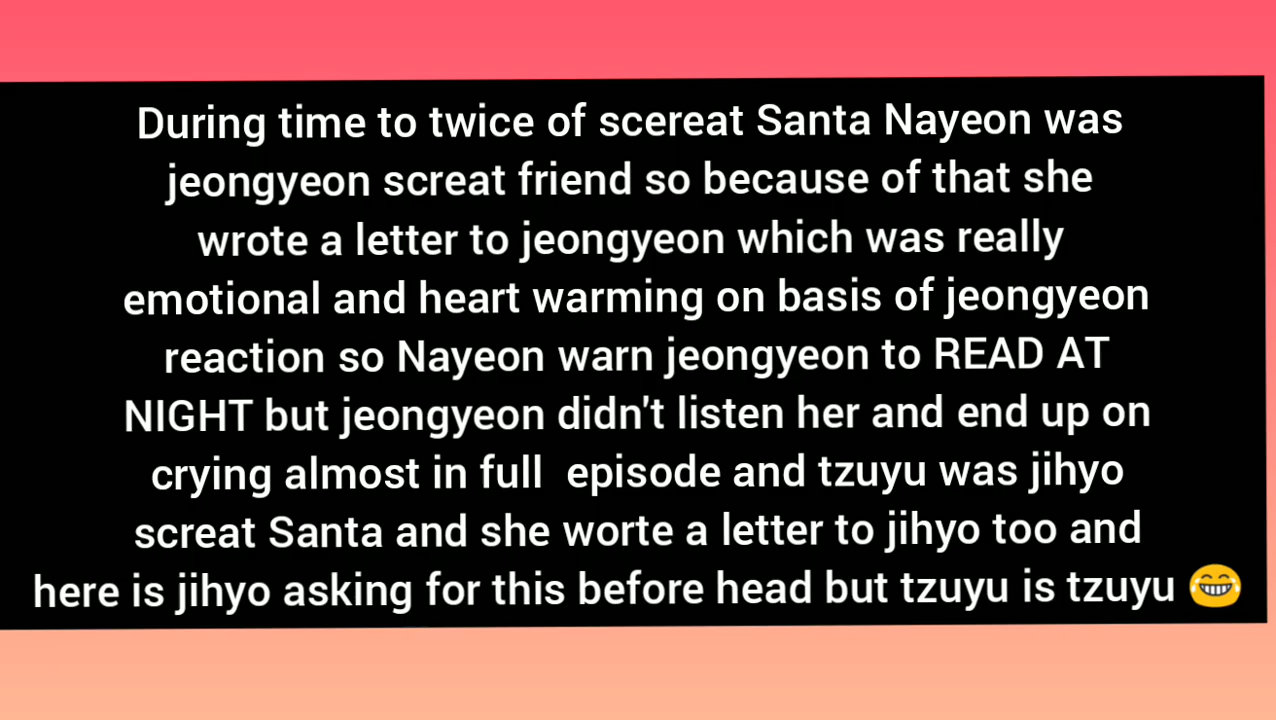 During time to twice of scereat Santa Nayeon was
jeongyeon screat friend so because of that she
wrote a letter to jeongyeon which was really
emotional and heart warming on basis of jeongyeon
reaction so Nayeon warn jeongyeon to READ AT
NIGHT but jeongyeon didn't listen her and end up on
crying almost in full  episode and tzuyu was jihyo
screat Santa and she worte a letter to jihyo too and
here is jihyo asking for this before head but tzuyu is tzuyu 😂